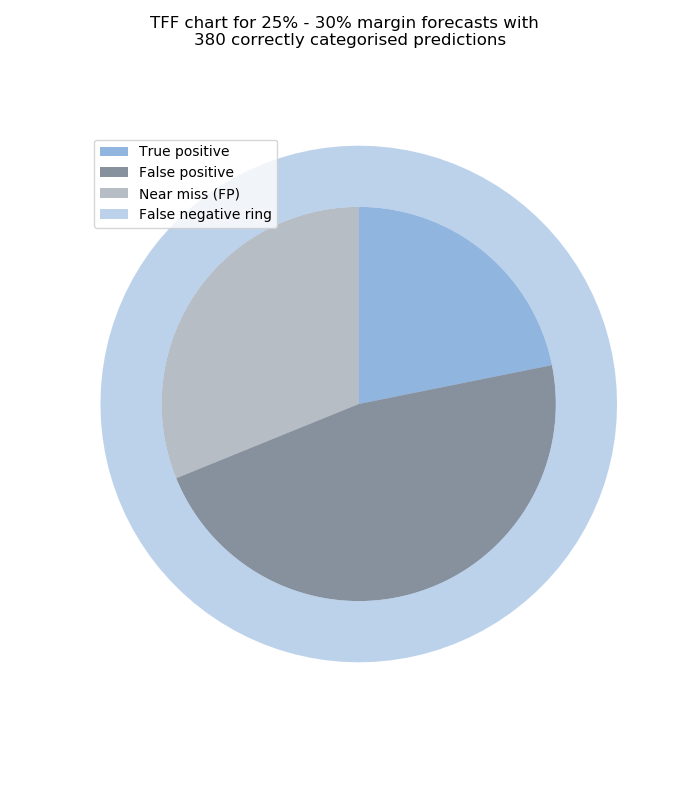 TFF chart for 25% - 30% margin forecasts with
380 correctly categorised predictions
True positive
False positive
Near miss (FP)
False negative ring